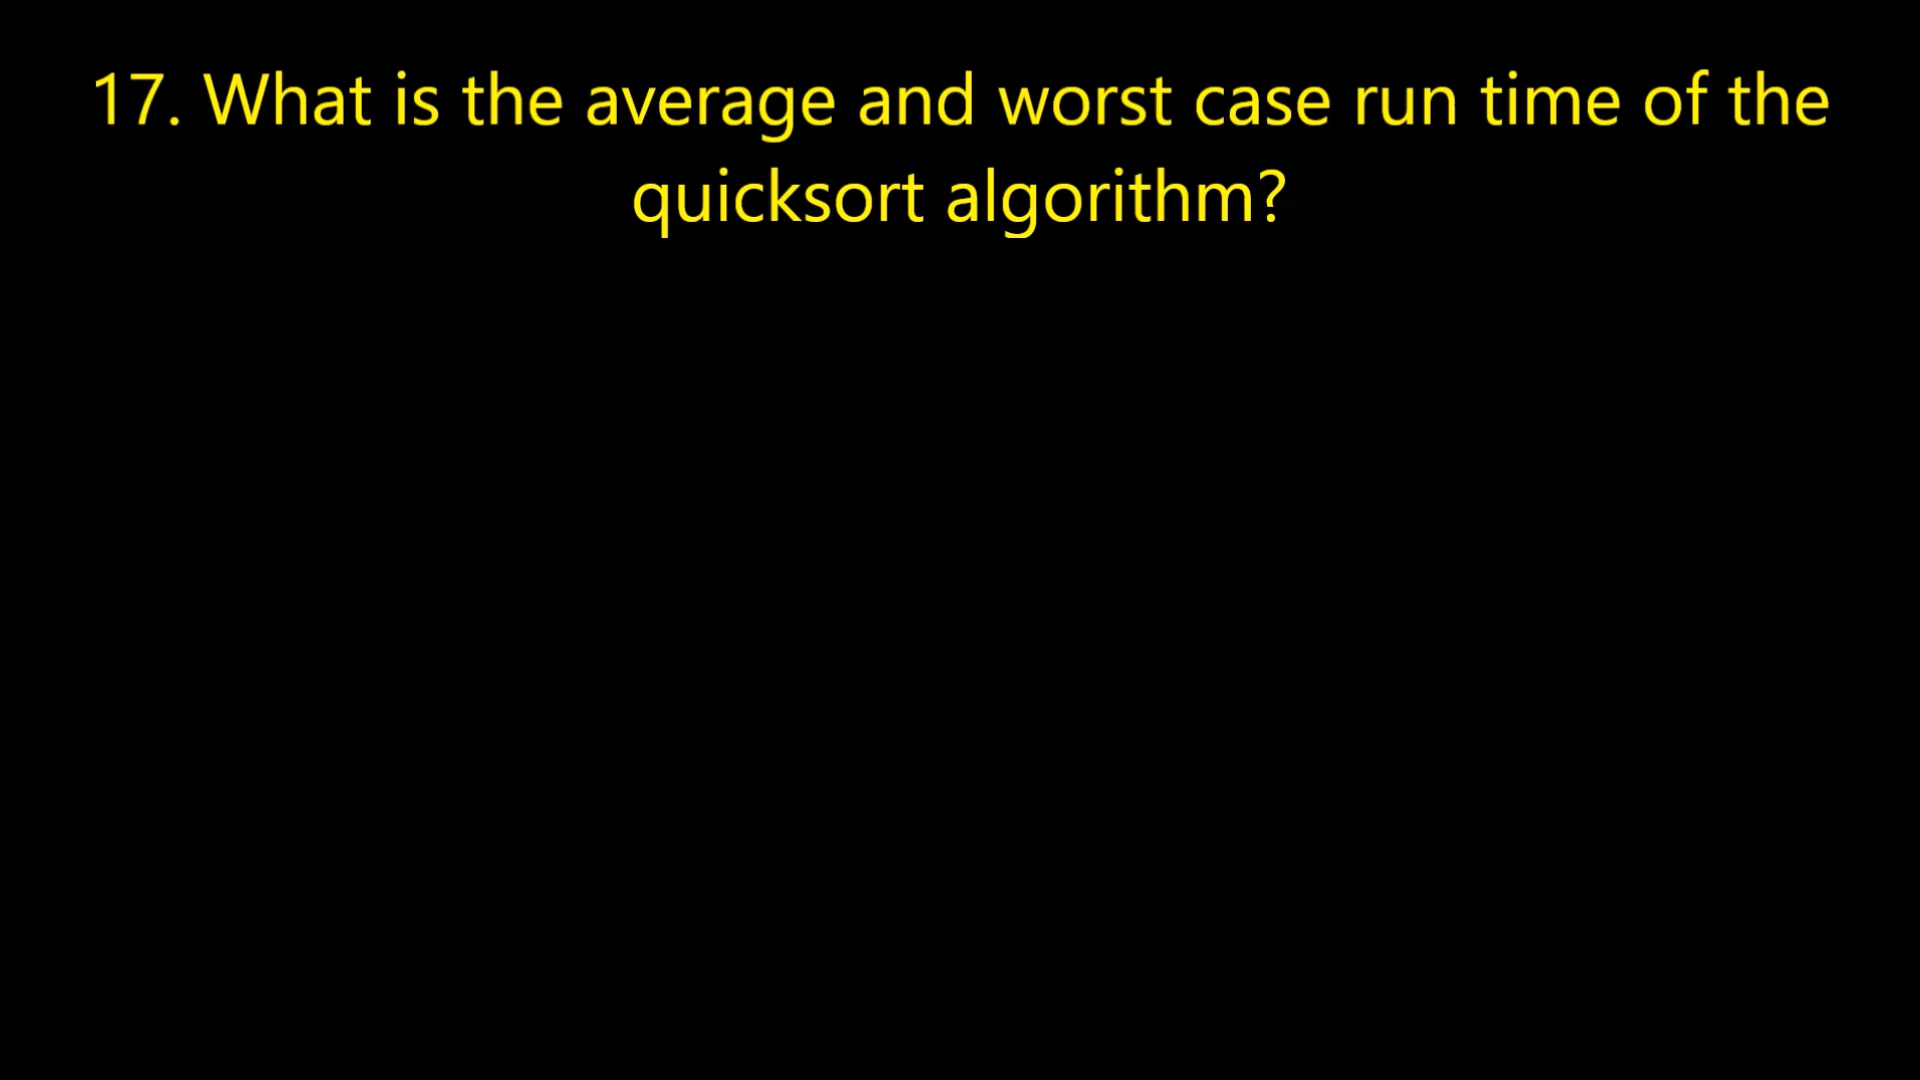 17. What is the average and worst case run time of the
quicksort algorithm?